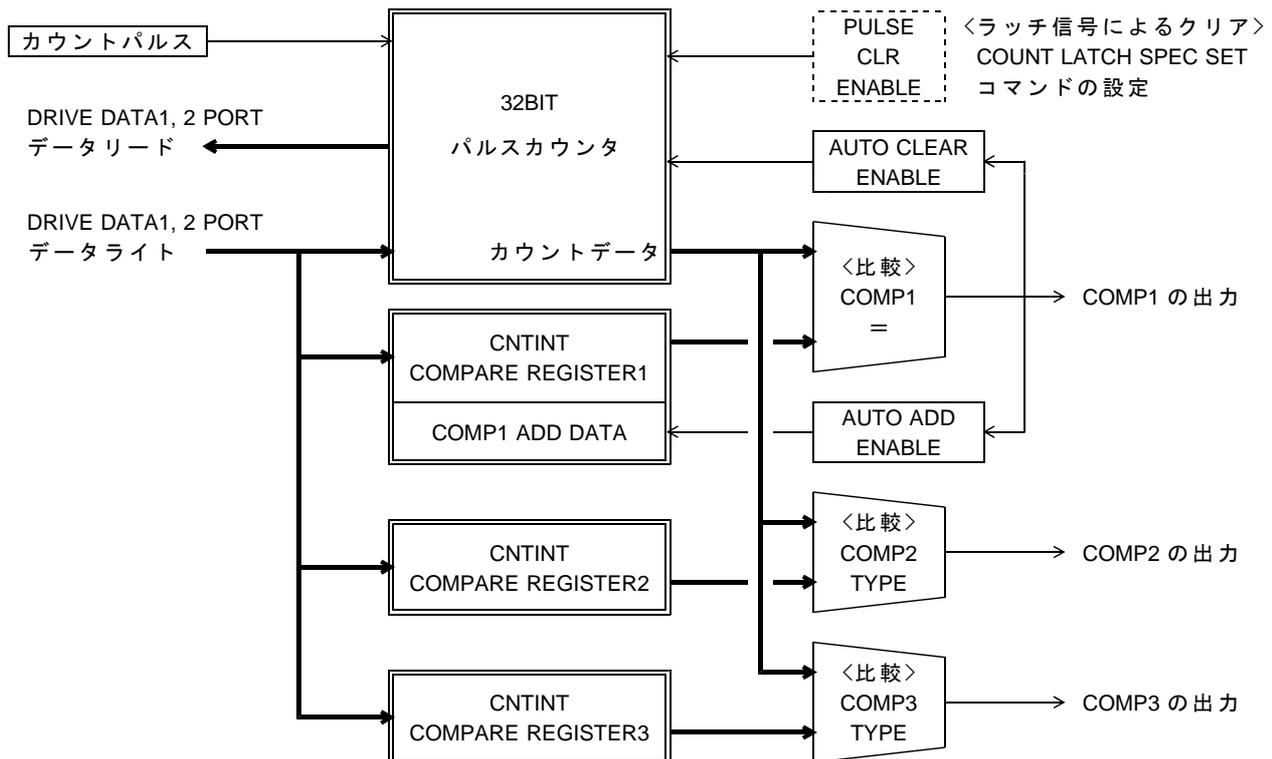 カウントパルス
PULSE
CLR
ENABLE
〈ラッチ信号によるクリア〉
COUNT LATCH SPEC SET
コマンドの設定
32BIT
パルスカウンタ
カウントデータ
DRIVE DATA1, 2 PORT
データリード
AUTO CLEAR
ENABLE
DRIVE DATA1, 2 PORT
データライト
〈比較〉
COMP1
＝
COMP1 の出力
CNTINT
COMPARE REGISTER1
COMP1 ADD DATA
AUTO ADD
ENABLE
CNTINT
COMPARE REGISTER2
〈比較〉
COMP2
TYPE
COMP2 の出力
CNTINT
COMPARE REGISTER3
〈比較〉
COMP3
TYPE
COMP3 の出力